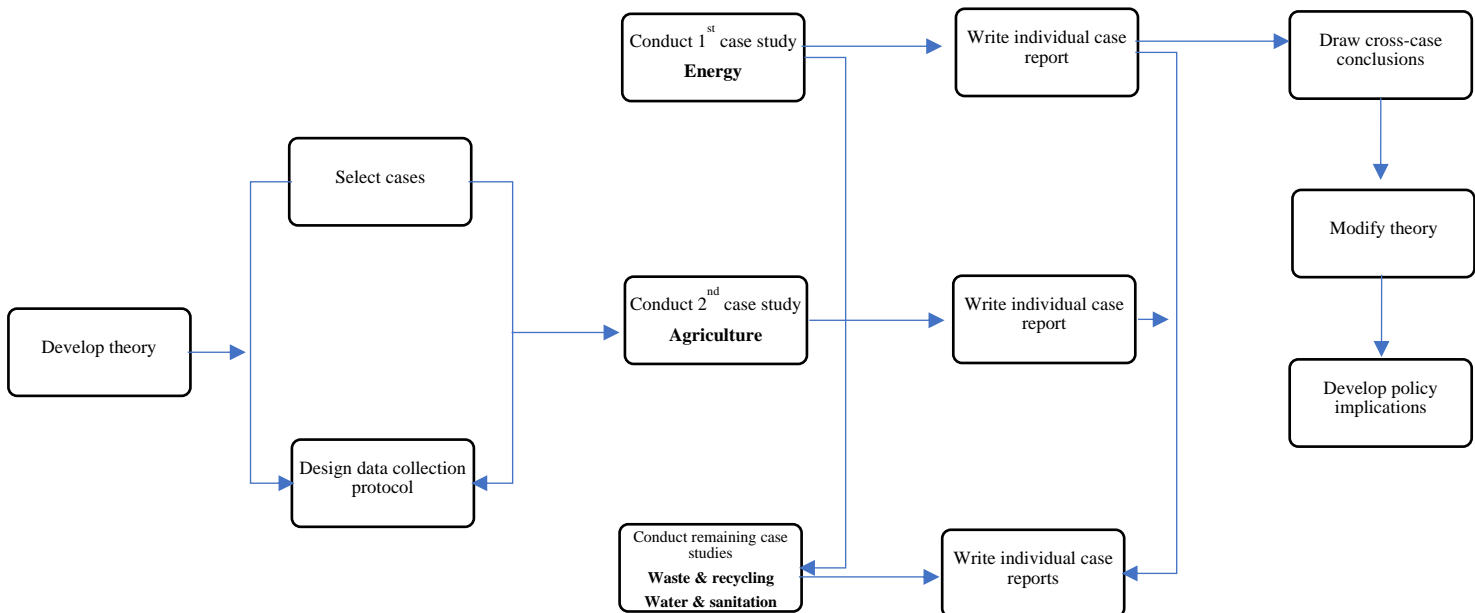 Conduct 1st case study
Energy
Write individual case
report
Draw cross-case
conclusions
Select cases
Modify theory
Conduct 2nd case study
Agriculture
Write individual case
report
Develop theory
Develop policy
implications
Design data collection
protocol
Conduct remaining case
studies
Waste & recycling
Water & sanitation
Write individual case
reports